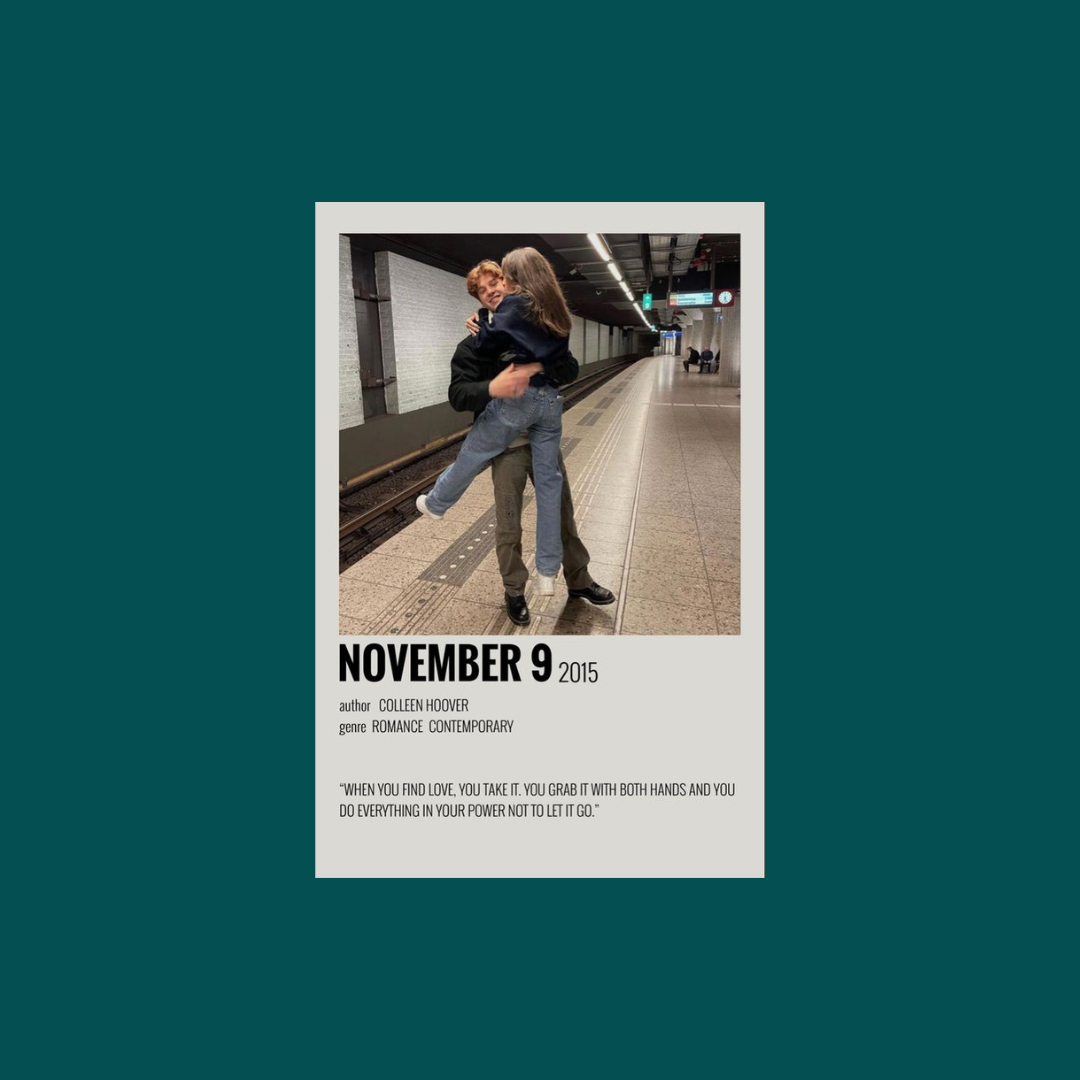 NOVEMBER 9 2015
author COLLEEN HOOVER
genre ROMANCE CONTEMPORARY
“WHEN YOU FIND LOVE, YOU TAKE IT. YOU GRAB IT WITH BOTH HANDS AND YOU
DO EVERYTHING IN YOUR POWER NOT TO LET IT GO.”